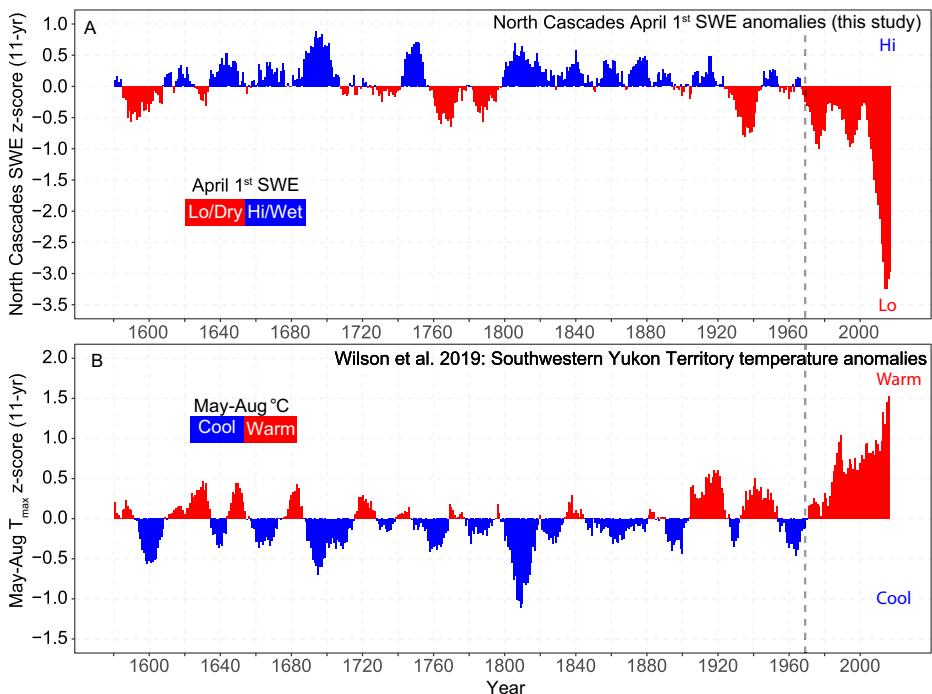 North Cascades April 1st SWE anomalies (this study)
A
Hi
1.0
0.5
0.0
−0.5
−1.0
−1.5
−2.0
−2.5
−3.0
−3.5
North Cascades SWE z-score (11-yr)
April 1st SWE
Lo/Dry Hi/Wet
Lo
1600 1640 1680 1720 1760 1800 1840 1880 1920 1960 2000
Wilson et al. 2019: Southwestern Yukon Territory temperature anomalies
B
Warm
2.0
1.5
1.0
0.5
0.0
−0.5
−1.0
−1.5
May-Aug Tmax z-score (11-yr)
May-Aug °C
Cool Warm
Cool
1600 1640 1680 1720 1760 1800 1840 1880 1920 1960 2000
Year